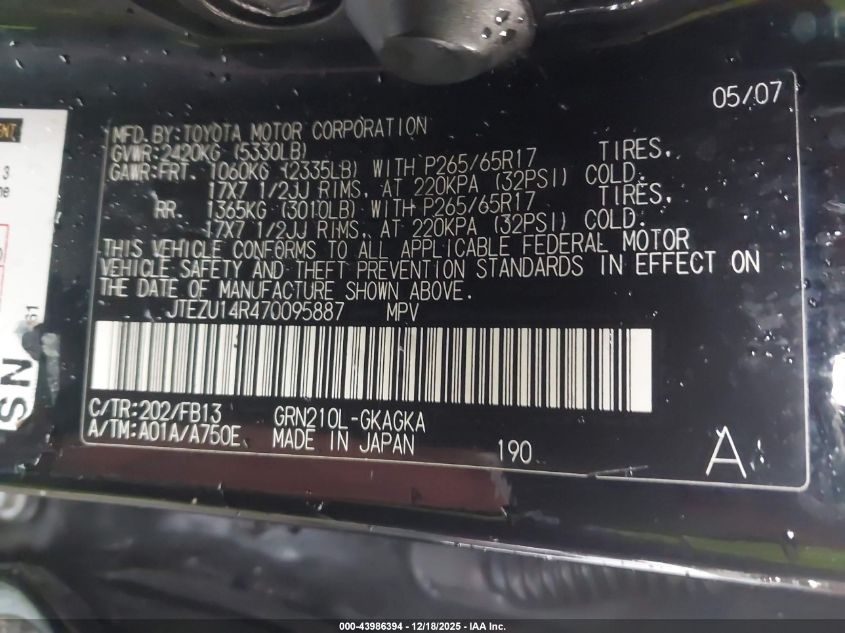 05/07
MFD. BY: TOYOTA MOTOR CORPORATION
GVWR: 2420KG (5330LB)
GAWR: FRT. 1060KG (2335LB) WITH P265/65R17 TIRES,
17X7 1/2JJ RIMS, AT 220KPA (32PSI) COLD.
RR. 1365KG (3010LB) WITH P265/65R17 TIRES,
17X7 1/2JJ RIMS, AT 220KPA (32PSI) COLD.
THIS VEHICLE CONFORMS TO ALL APPLICABLE FEDERAL MOTOR
VEHICLE SAFETY AND THEFT PREVENTION STANDARDS IN EFFECT ON
THE DATE OF MANUFACTURE SHOWN ABOVE.
JTEZU14R470095887 MPV
C/TR: 202/FB13 GRN210L-GKAGKA
A/TM: A01A/A750E MADE IN JAPAN 190 A
SN
61
000-43986394 - 12/18/2025 - IAA Inc.